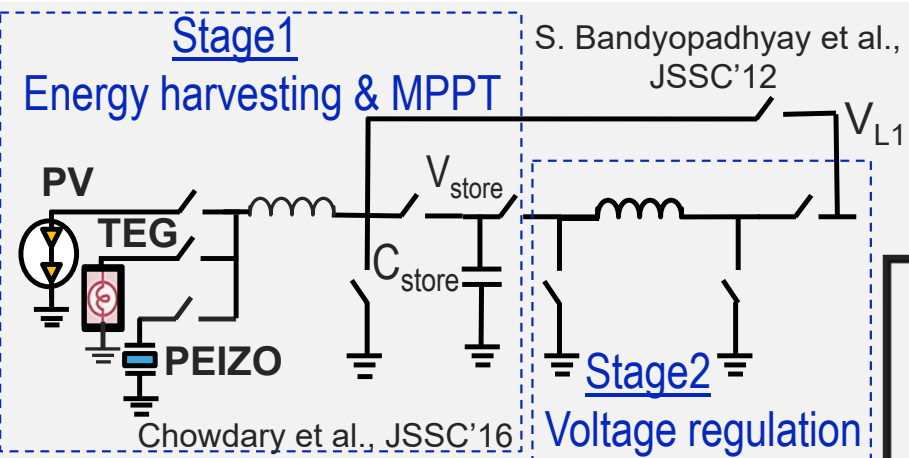 Stage1
Energy harvesting & MPPT
S. Bandyopadhyay et al.,
JSSC'12
V_L1
PV
V_store
TEG
C_store
PEIZO
Stage2
Chowdary et al., JSSC'16
Voltage regulation